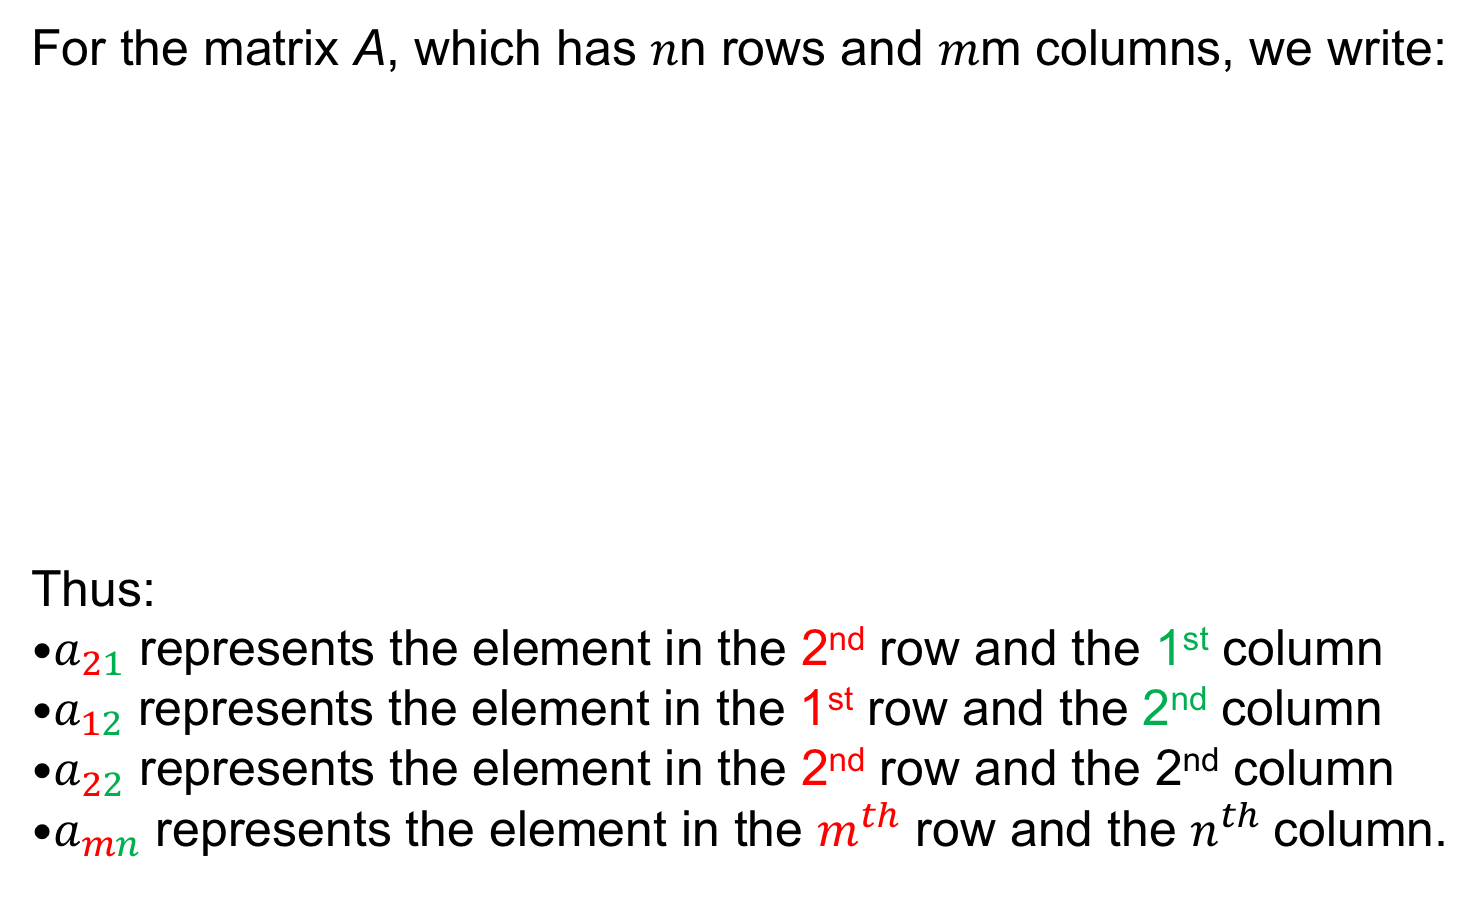 For the matrix A, which has 𝑛n rows and 𝑚m columns, we write:
Thus:
•𝑎₂₁ represents the element in the 2ⁿᵈ row and the 1ˢᵗ column
•𝑎₁₂ represents the element in the 1ˢᵗ row and the 2ⁿᵈ column
•𝑎₂₂ represents the element in the 2ⁿᵈ row and the 2ⁿᵈ column
•𝑎ₘₙ represents the element in the 𝑚ᵗʰ row and the 𝑛ᵗʰ column.